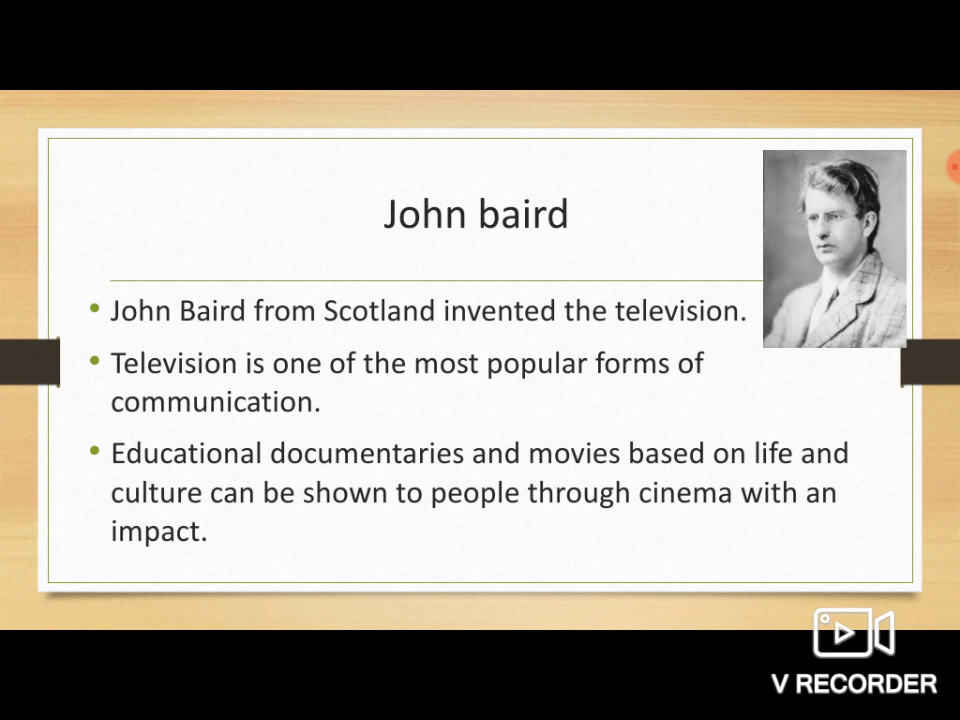 John baird
• John Baird from Scotland invented the television.
• Television is one of the most popular forms of
communication.
• Educational documentaries and movies based on life and
culture can be shown to people through cinema with an
impact.
V RECORDER